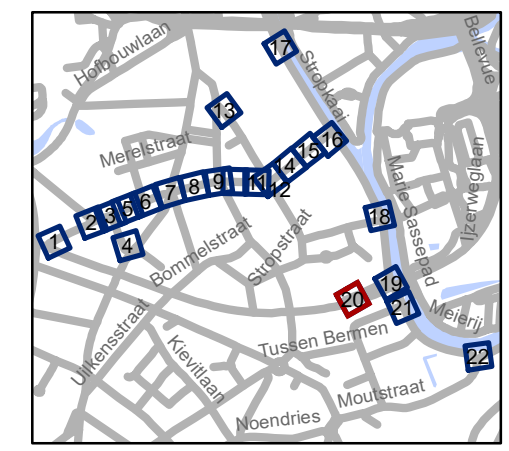 Hofbouwlaan
Bellevue
17
Stropkaai
13
Merelstraat
16
15
14
Ijzerweglaan
11
12
9
8
7
6
5
3
2
1
4
Marie Sassepad
18
Bommelstraat
Stropstraat
19
20
21
Meierij
Uilkensstraat
Kievitlaan
Tussen Bermen
22
Moutstraat
Noendries